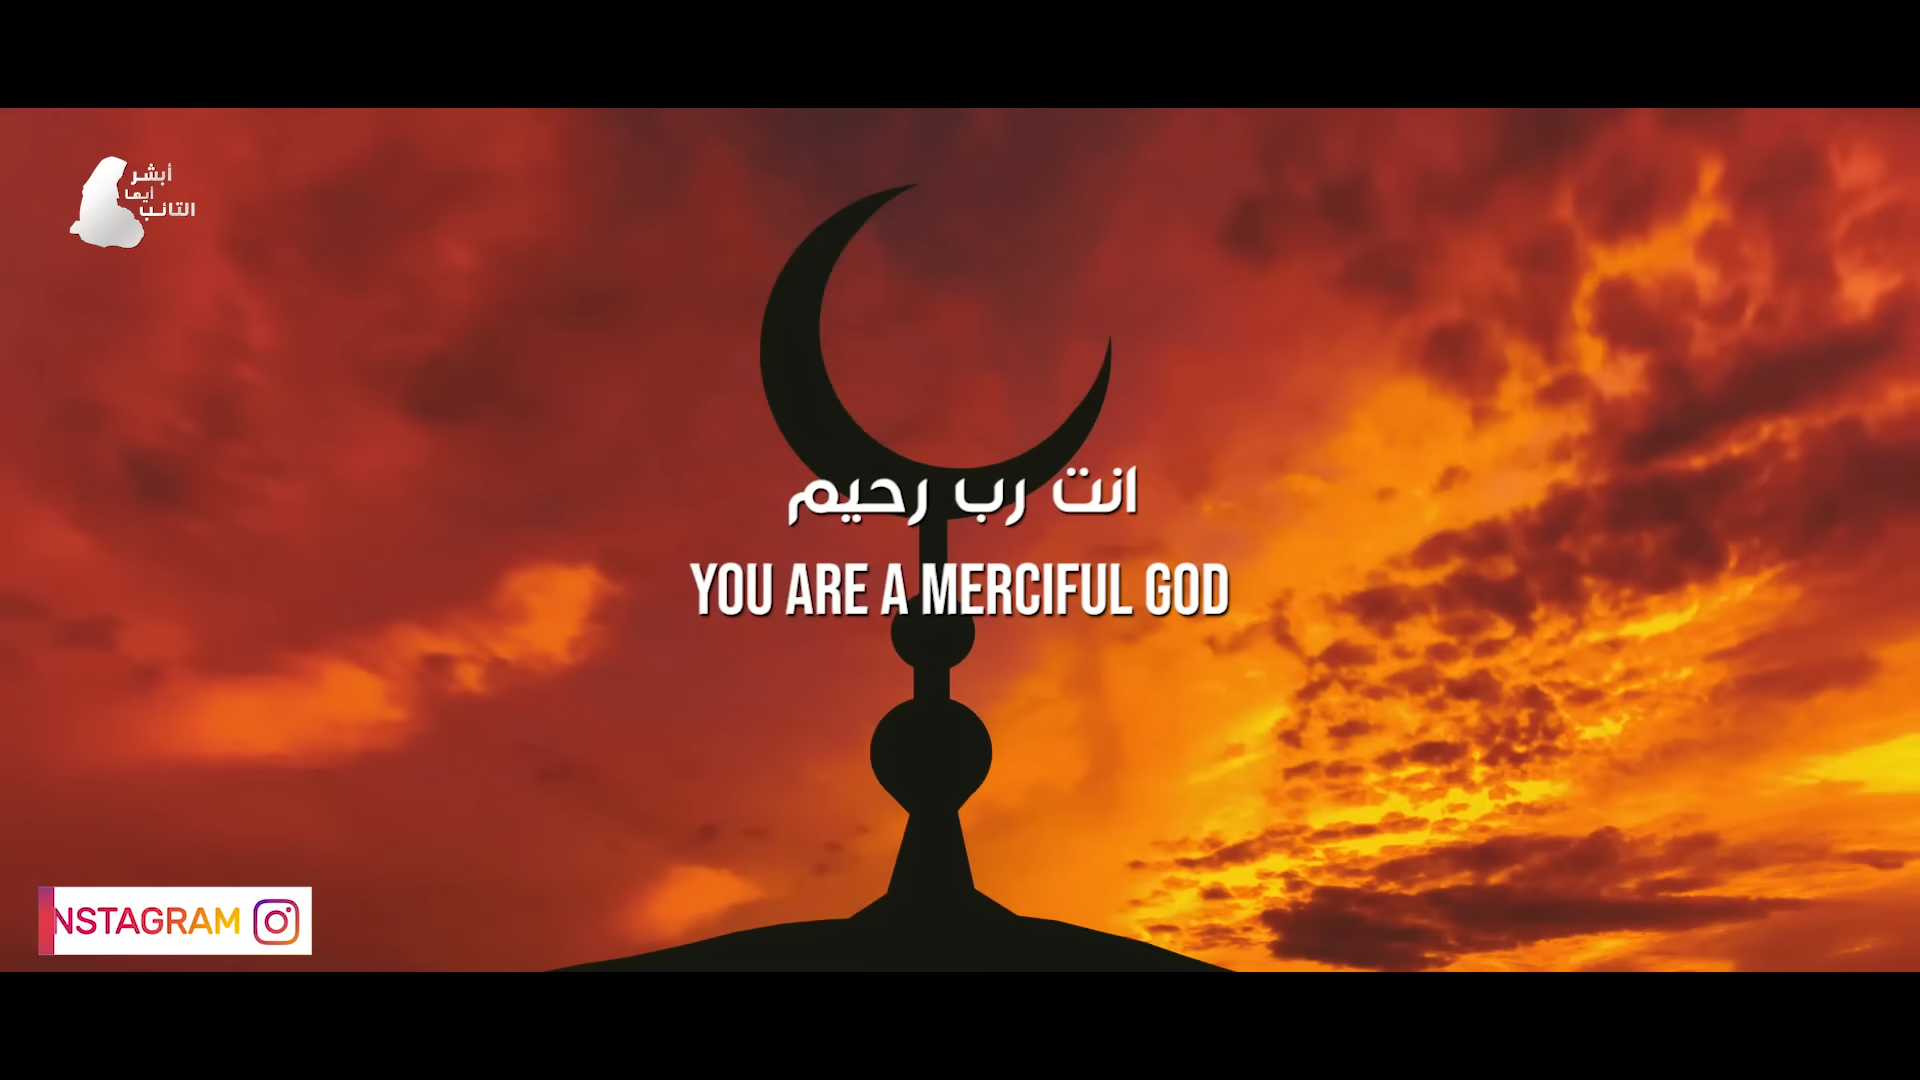 أبشر
أيها
التائب
انت رب رحيم
YOU ARE A MERCIFUL GOD
NSTAGRAM